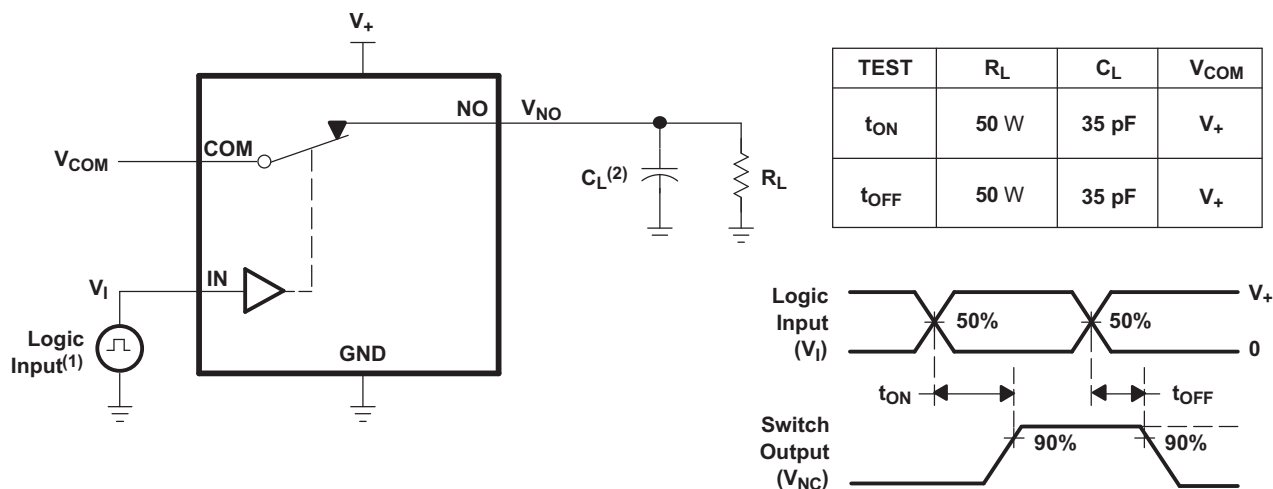 V+
NO
VNO
COM
VCOM
CL(2)
RL
IN
VI
Logic
Input(1)
GND
TEST RL CL VCOM
tON 50 W 35 pF V+
tOFF 50 W 35 pF V+
Logic
Input
(VI)
50%
50%
V+
0
tON
tOFF
Switch
Output
(VNC)
90%
90%